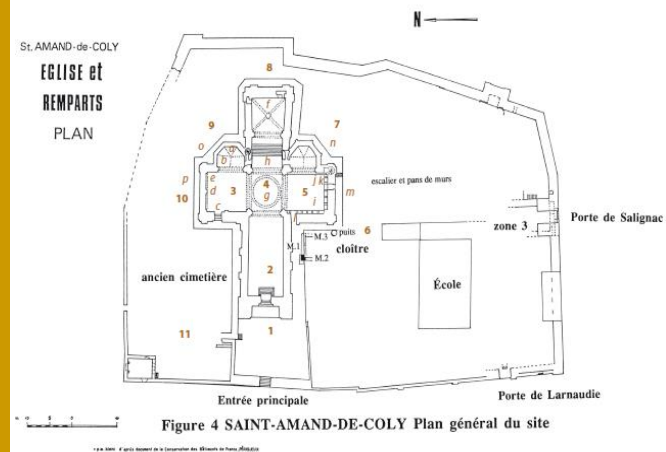 N
St. AMAND-de-COLY
EGLISE et
REMPARTS
PLAN
8
f
9
7
o
n
a
b
i
h
p
e
d
c
3
4
g
5
j
k
i
m
l
10
escalier et pans de murs
puits
6
M.3
M.1
M.2
cloître
zone 3
Porte de Salignac
2
École
ancien cimetière
11
1
Entrée principale
Porte de Larnaudie
Figure 4 SAINT-AMAND-DE-COLY Plan général du site